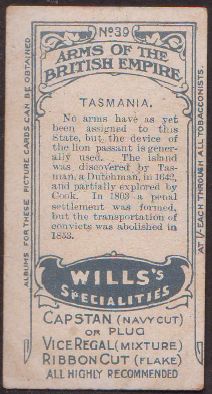 No 39
ARMS OF THE
BRITISH EMPIRE
TASMANIA.
No arms have as yet
been assigned to this
State, but the device of
the lion passant is gener-
ally used. The island
was discovered by Tas-
man, a Dutchman, in 1642,
and partially explored by
Cook. In 1803 a penal
settlement was formed,
but the transportation of
convicts was abolished in
1853.
WILLS'S
SPECIALITIES
CAPSTAN (NAVY CUT)
OR PLUG
VICE REGAL (MIXTURE)
RIBBON CUT (FLAKE)
ALL HIGHLY RECOMMENDED
ALBUMS FOR THESE PICTURE CARDS CAN BE OBTAINED
AT 1/- EACH THROUGH ALL TOBACCONISTS.